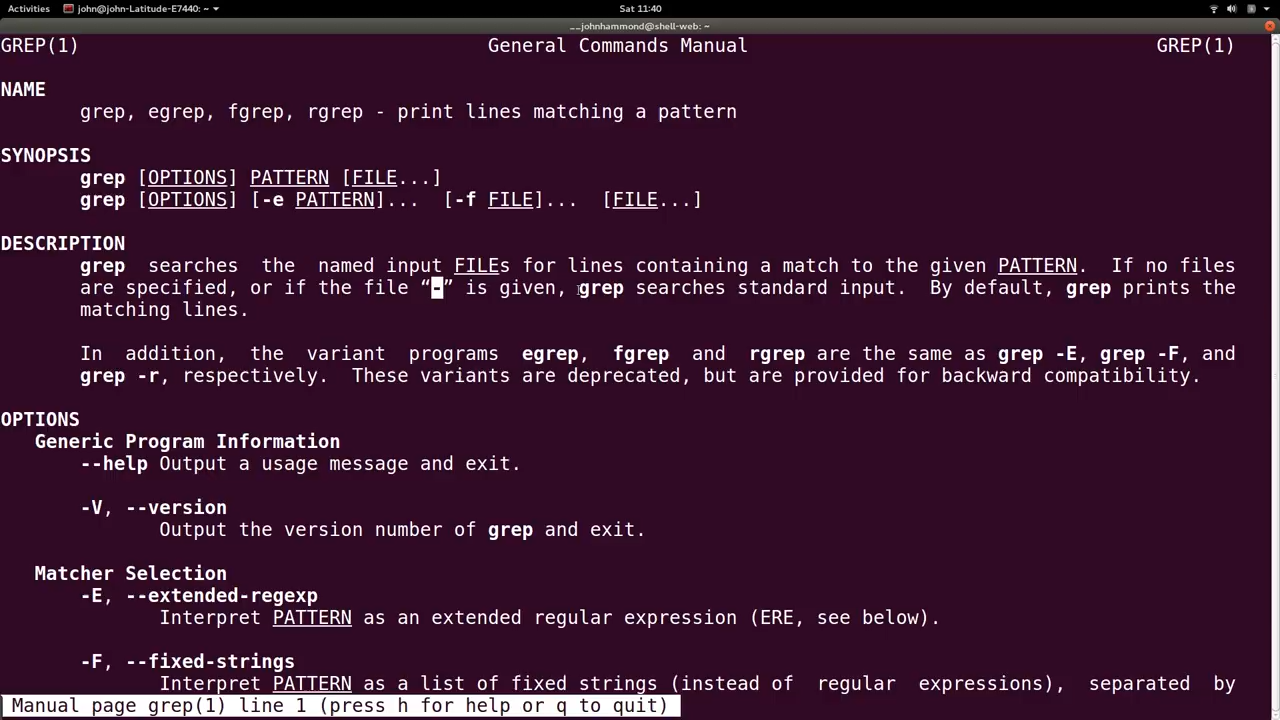 Activities john@john-Latitude-E7440: ~ Sat 11:40
__johnhammond@shell-web: ~
GREP(1) General Commands Manual GREP(1)
NAME
grep, egrep, fgrep, rgrep - print lines matching a pattern
SYNOPSIS
grep [OPTIONS] PATTERN [FILE...]
grep [OPTIONS] [-e PATTERN]... [-f FILE]... [FILE...]
DESCRIPTION
grep searches the named input FILEs for lines containing a match to the given PATTERN. If no files
are specified, or if the file “-” is given, grep searches standard input. By default, grep prints the
matching lines.
In addition, the variant programs egrep, fgrep and rgrep are the same as grep -E, grep -F, and
grep -r, respectively. These variants are deprecated, but are provided for backward compatibility.
OPTIONS
Generic Program Information
--help Output a usage message and exit.
-V, --version
Output the version number of grep and exit.
Matcher Selection
-E, --extended-regexp
Interpret PATTERN as an extended regular expression (ERE, see below).
-F, --fixed-strings
Interpret PATTERN as a list of fixed strings (instead of regular expressions), separated by
Manual page grep(1) line 1 (press h for help or q to quit)